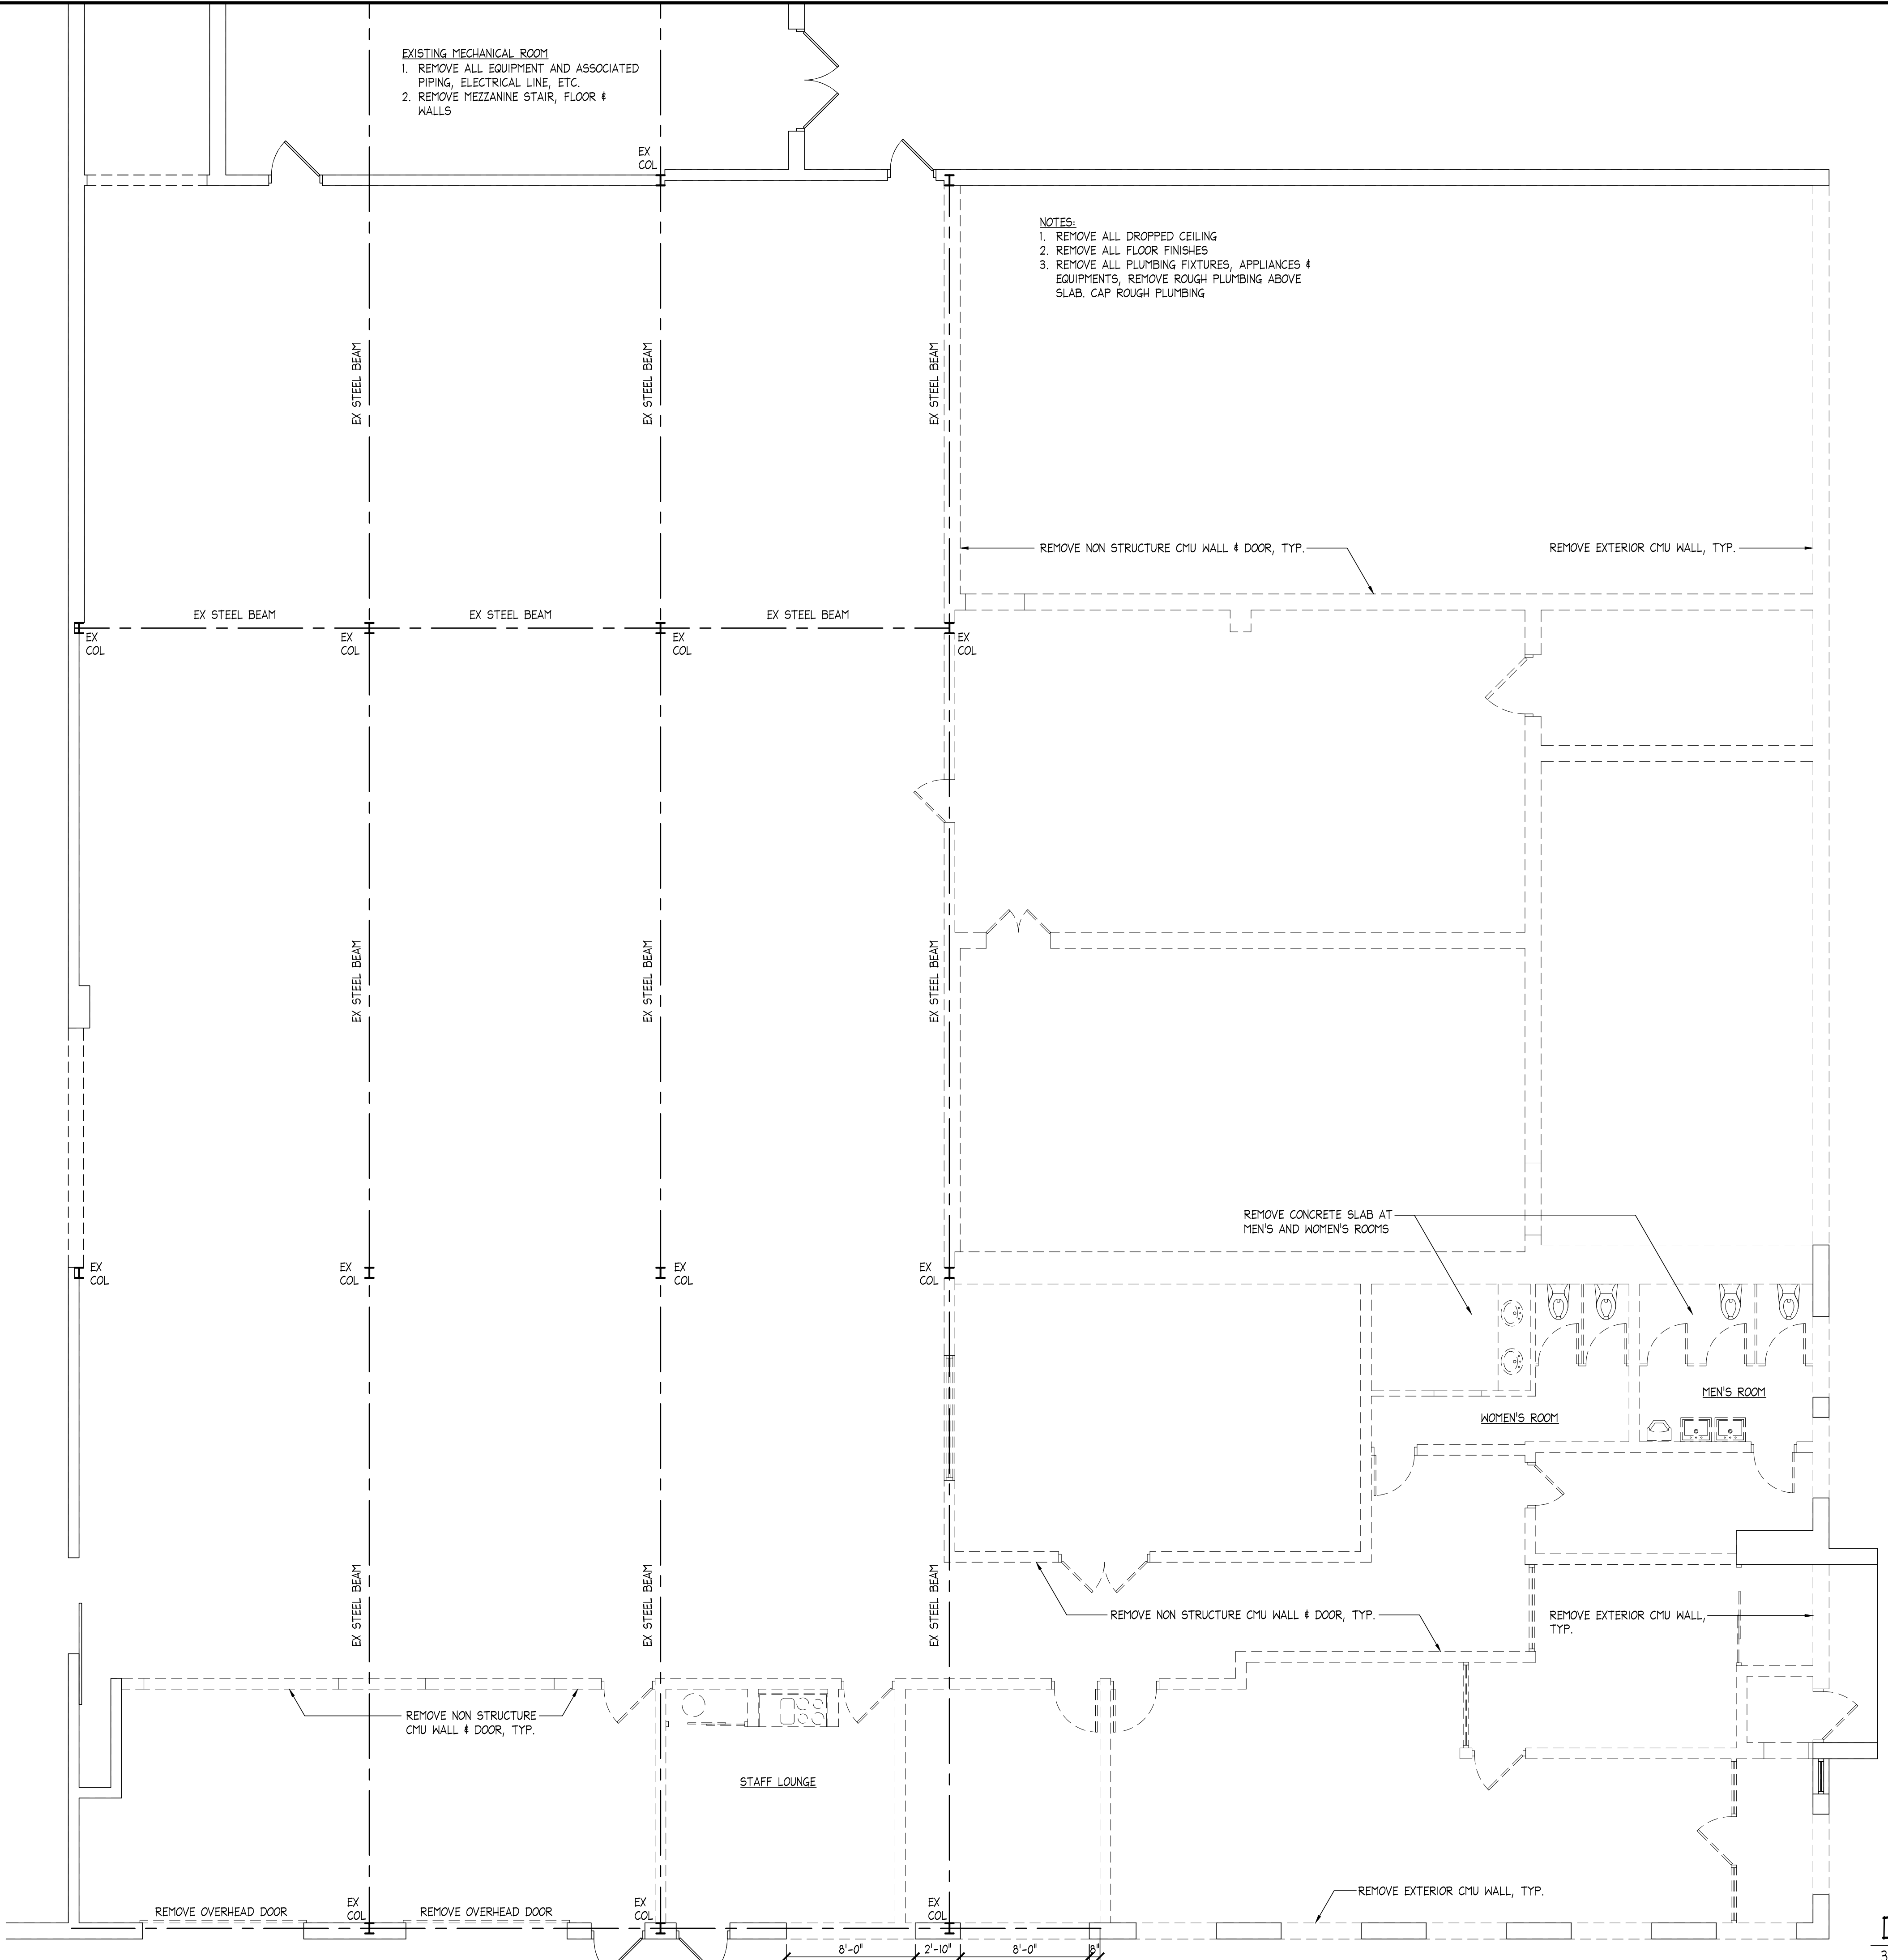 EXISTING MECHANICAL ROOM
1. REMOVE ALL EQUIPMENT AND ASSOCIATED
PIPING, ELECTRICAL LINE, ETC.
2. REMOVE MEZZANINE STAIR, FLOOR &
WALLS
EX
COL
NOTES:
1. REMOVE ALL DROPPED CEILING
2. REMOVE ALL FLOOR FINISHES
3. REMOVE ALL PLUMBING FIXTURES, APPLIANCES &
EQUIPMENTS, REMOVE ROUGH PLUMBING ABOVE
SLAB. CAP ROUGH PLUMBING
EX STEEL BEAM
EX STEEL BEAM
EX STEEL BEAM
REMOVE NON STRUCTURE CMU WALL & DOOR, TYP.
REMOVE EXTERIOR CMU WALL, TYP.
EX STEEL BEAM
EX STEEL BEAM
EX STEEL BEAM
EX
COL
EX
COL
EX
COL
EX
COL
EX STEEL BEAM
EX STEEL BEAM
EX STEEL BEAM
REMOVE CONCRETE SLAB AT
MEN'S AND WOMEN'S ROOMS
EX
COL
EX
COL
EX
COL
EX
COL
MEN'S ROOM
WOMEN'S ROOM
EX STEEL BEAM
EX STEEL BEAM
EX STEEL BEAM
REMOVE NON STRUCTURE CMU WALL & DOOR, TYP.
REMOVE EXTERIOR CMU WALL,
TYP.
REMOVE NON STRUCTURE
CMU WALL & DOOR, TYP.
STAFF LOUNGE
REMOVE EXTERIOR CMU WALL, TYP.
REMOVE OVERHEAD DOOR
EX
COL
REMOVE OVERHEAD DOOR
EX
COL
EX
COL
8'-0"
2'-10"
8'-0"
8"